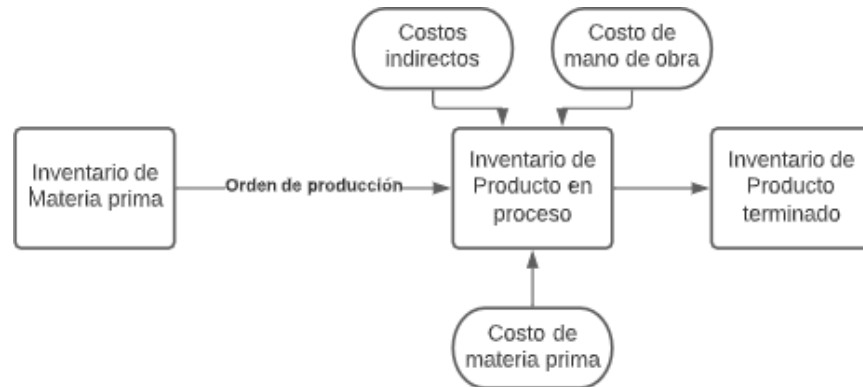 Costos
indirectos
Costo de
mano de obra
Inventario de
Materia prima
Orden de producción
Inventario de
Producto en
proceso
Inventario de
Producto
terminado
Costo de
materia prima